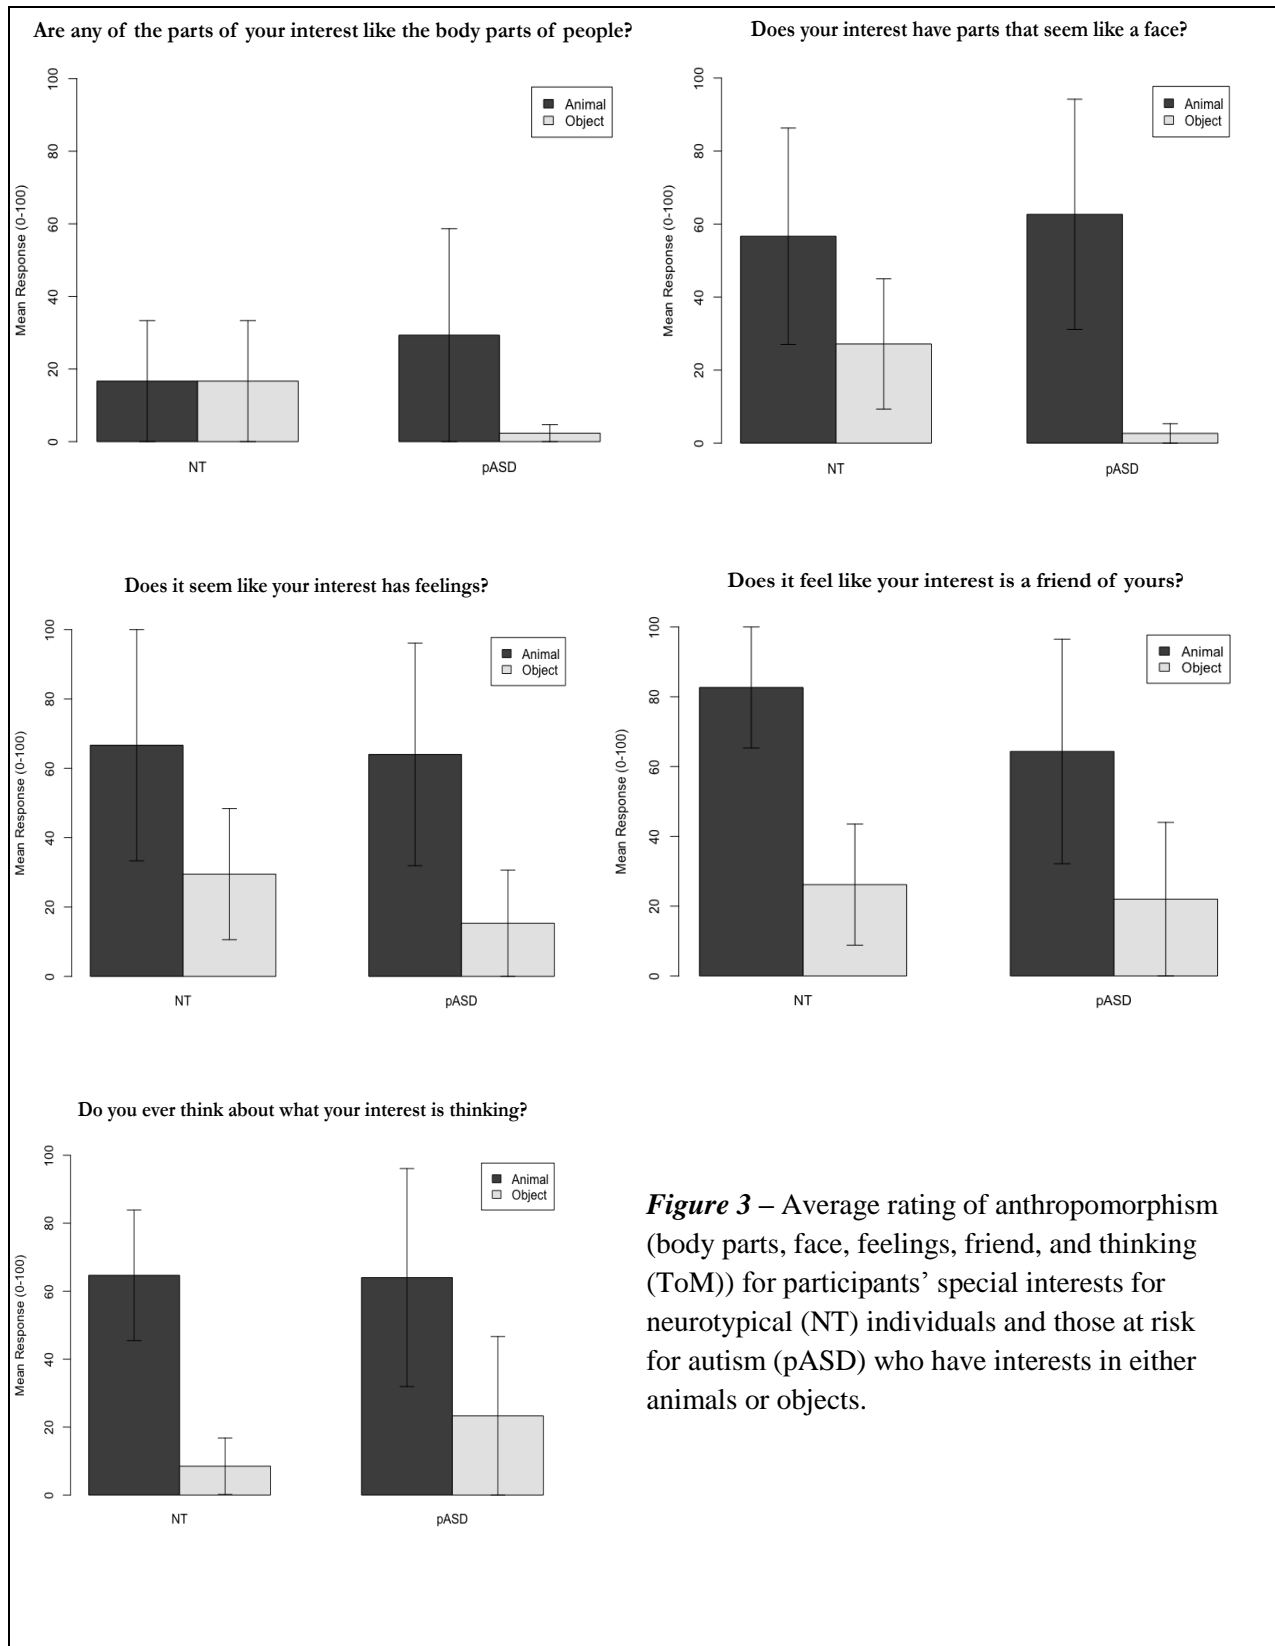 Are any of the parts of your interest like the body parts of people?
Mean Response (0-100)
100
80
60
40
20
0
Animal
Object
NT
pASD
Does your interest have parts that seem like a face?
Mean Response (0-100)
100
80
60
40
20
0
Animal
Object
NT
pASD
Does it seem like your interest has feelings?
Mean Response (0-100)
100
80
60
40
20
0
Animal
Object
NT
pASD
Does it feel like your interest is a friend of yours?
Mean Response (0-100)
100
80
60
40
20
0
Animal
Object
NT
pASD
Do you ever think about what your interest is thinking?
Mean Response (0-100)
100
80
60
40
20
0
Animal
Object
NT
pASD
Figure 3 – Average rating of anthropomorphism
(body parts, face, feelings, friend, and thinking
(ToM)) for participants’ special interests for
neurotypical (NT) individuals and those at risk
for autism (pASD) who have interests in either
animals or objects.